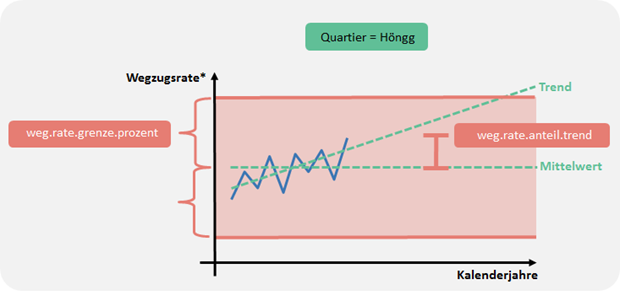 Quartier = Höngg
Wegzugsrate*
Trend
weg.rate.grenze.prozent
weg.rate.anteil.trend
Mittelwert
Kalenderjahre